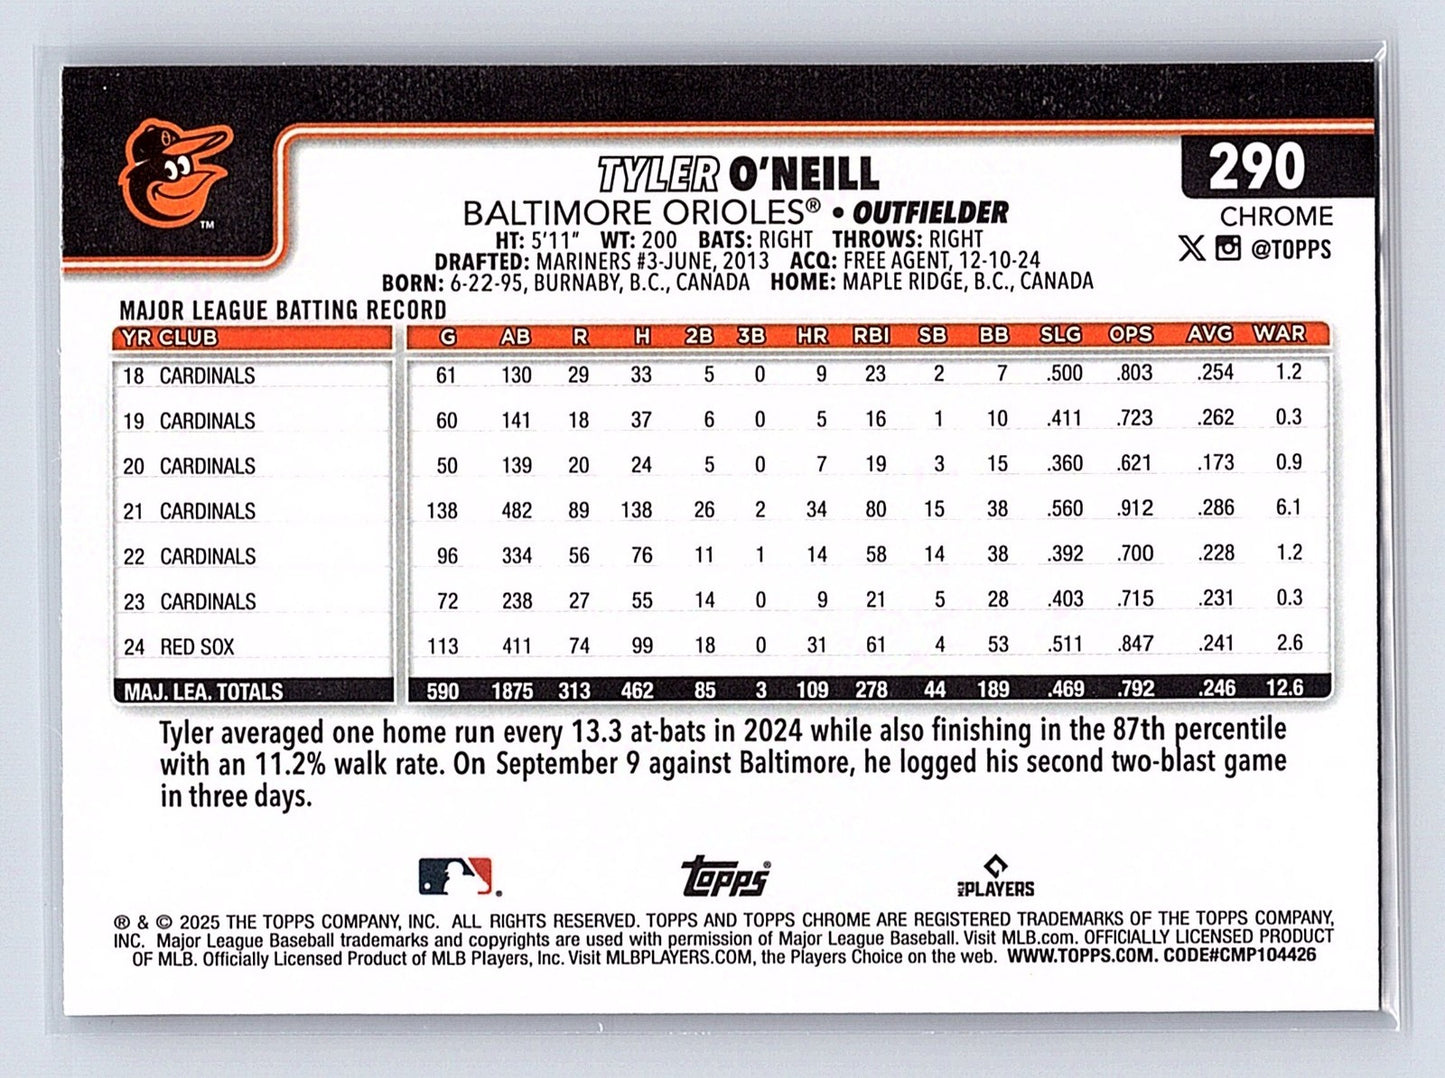 TYLER O'NEILL
290
BALTIMORE ORIOLES® • OUTFIELDER
CHROME
HT: 5'11" WT: 200 BATS: RIGHT THROWS: RIGHT
@TOPPS
DRAFTED: MARINERS #3-JUNE, 2013 ACQ: FREE AGENT, 12-10-24
BORN: 6-22-95, BURNABY, B.C., CANADA HOME: MAPLE RIDGE, B.C., CANADA
MAJOR LEAGUE BATTING RECORD
YR CLUB G AB R H 2B 3B HR RBI SB BB SLG OPS AVG WAR
18 CARDINALS 61 130 29 33 5 0 9 23 2 7 .500 .803 .254 1.2
19 CARDINALS 60 141 18 37 6 0 5 16 1 10 .411 .723 .262 0.3
20 CARDINALS 50 139 20 24 5 0 7 19 3 15 .360 .621 .173 0.9
21 CARDINALS 138 482 89 138 26 2 34 80 15 38 .560 .912 .286 6.1
22 CARDINALS 96 334 56 76 11 1 14 58 14 38 .392 .700 .228 1.2
23 CARDINALS 72 238 27 55 14 0 9 21 5 28 .403 .715 .231 0.3
24 RED SOX 113 411 74 99 18 0 31 61 4 53 .511 .847 .241 2.6
MAJ. LEA. TOTALS 590 1875 313 462 85 3 109 278 44 189 .469 .792 .246 12.6
Tyler averaged one home run every 13.3 at-bats in 2024 while also finishing in the 87th percentile
with an 11.2% walk rate. On September 9 against Baltimore, he logged his second two-blast game
in three days.
Topps®
MLB PLAYERS
® & © 2025 THE TOPPS COMPANY, INC. ALL RIGHTS RESERVED. TOPPS AND TOPPS CHROME ARE REGISTERED TRADEMARKS OF THE TOPPS COMPANY,
INC. Major League Baseball trademarks and copyrights are used with permission of Major League Baseball. Visit MLB.com. OFFICIALLY LICENSED PRODUCT
OF MLB. Officially Licensed Product of MLB Players, Inc. Visit MLBPLAYERS.COM, the Players Choice on the web. WWW.TOPPS.COM. CODE#CMP104426